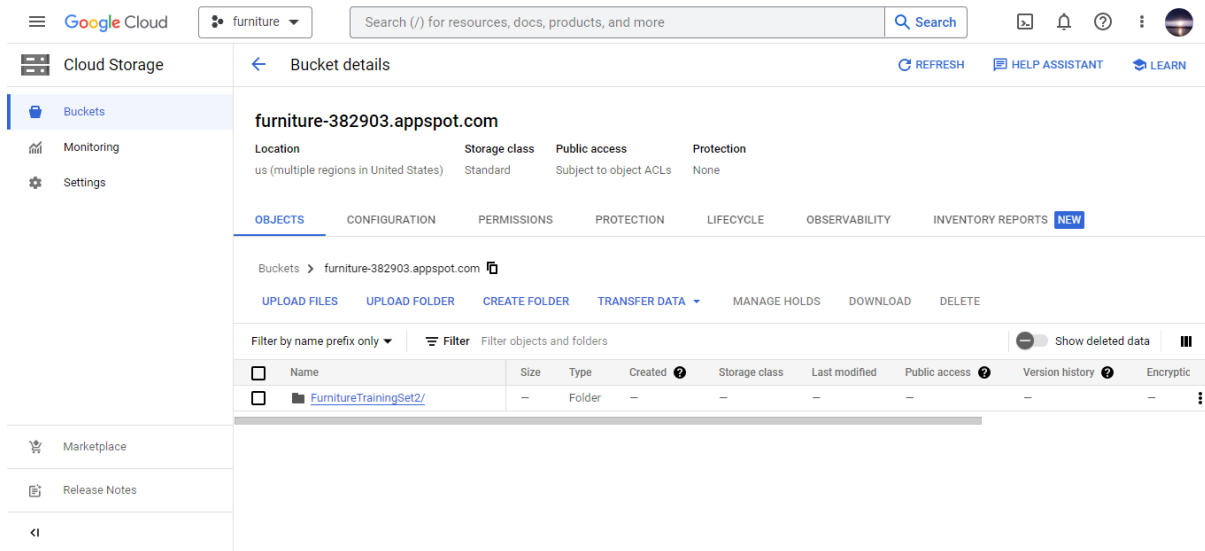 Google Cloud furniture Search (/) for resources, docs, products, and more Search
Cloud Storage Bucket details REFRESH HELP ASSISTANT LEARN
Buckets
Monitoring
Settings
furniture-382903.appspot.com
Location Storage class Public access Protection
us (multiple regions in United States) Standard Subject to object ACLs None
OBJECTS CONFIGURATION PERMISSIONS PROTECTION LIFECYCLE OBSERVABILITY INVENTORY REPORTS NEW
Buckets > furniture-382903.appspot.com
UPLOAD FILES UPLOAD FOLDER CREATE FOLDER TRANSFER DATA MANAGE HOLDS DOWNLOAD DELETE
Filter by name prefix only Filter Filter objects and folders Show deleted data
Name Size Type Created Storage class Last modified Public access Version history Encryptic
FurnitureTrainingSet2/ — Folder — — — — — —
Marketplace
Release Notes